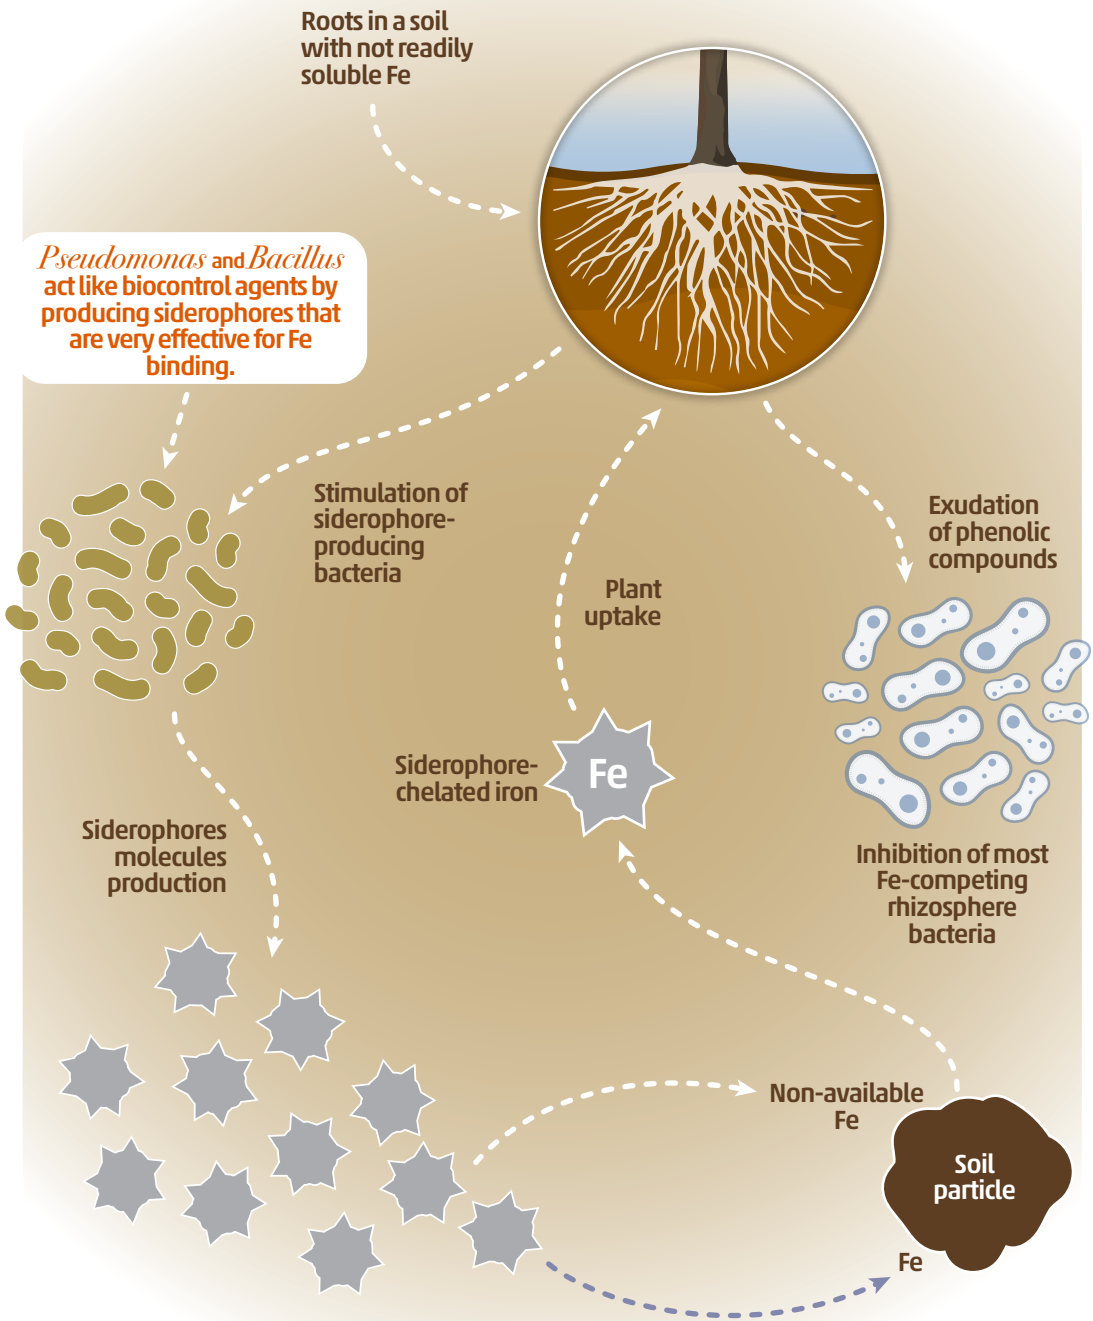 Roots in a soil
with not readily
soluble Fe
Pseudomonas and Bacillus
act like biocontrol agents by
producing siderophores that
are very effective for Fe
binding.
Stimulation of
siderophore-
producing
bacteria
Exudation
of phenolic
compounds
Plant
uptake
Siderophore-
chelated iron
Fe
Siderophores
molecules
production
Inhibition of most
Fe-competing
rhizosphere
bacteria
Non-available
Fe
Soil
particle
Fe